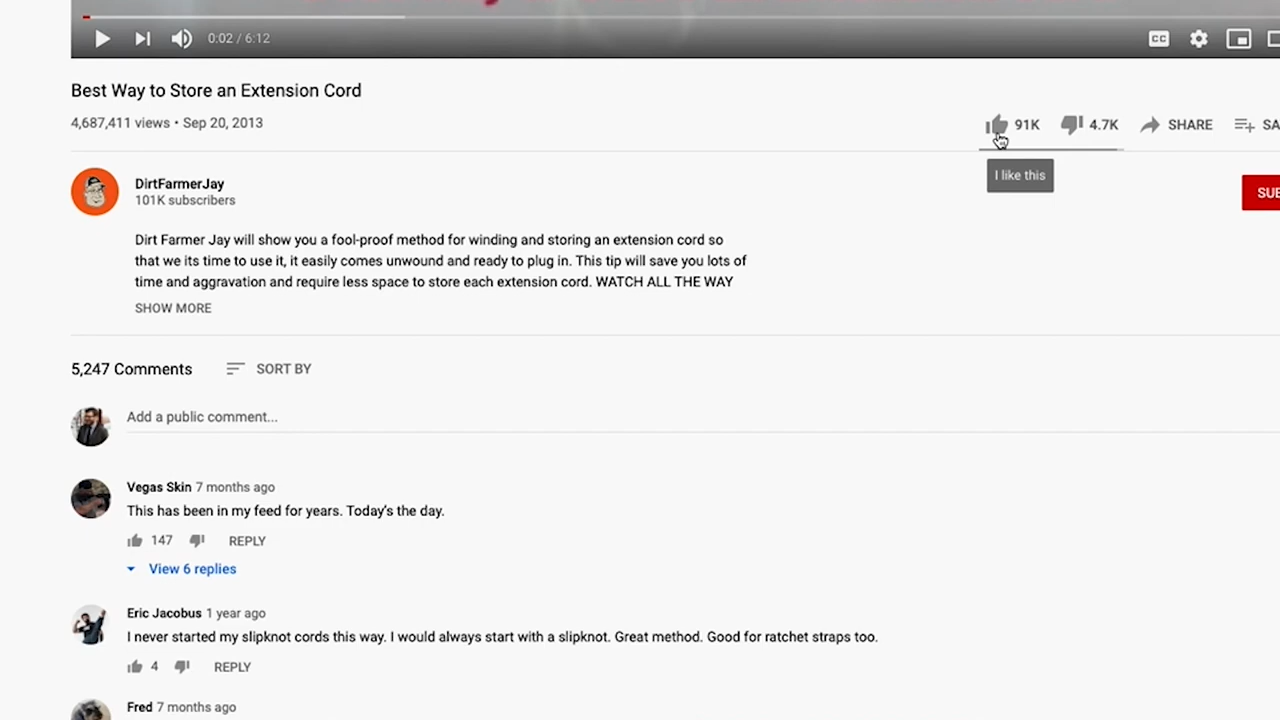 0:02 / 6:12
CC
Best Way to Store an Extension Cord
4,687,411 views • Sep 20, 2013
91K
4.7K
SHARE
SA
I like this
DirtFarmerJay
101K subscribers
SUB
Dirt Farmer Jay will show you a fool-proof method for winding and storing an extension cord so
that we its time to use it, it easily comes unwound and ready to plug in. This tip will save you lots of
time and aggravation and require less space to store each extension cord. WATCH ALL THE WAY
SHOW MORE
5,247 Comments
SORT BY
Add a public comment...
Vegas Skin 7 months ago
This has been in my feed for years. Today's the day.
147
REPLY
View 6 replies
Eric Jacobus 1 year ago
I never started my slipknot cords this way. I would always start with a slipknot. Great method. Good for ratchet straps too.
4
REPLY
Fred 7 months ago